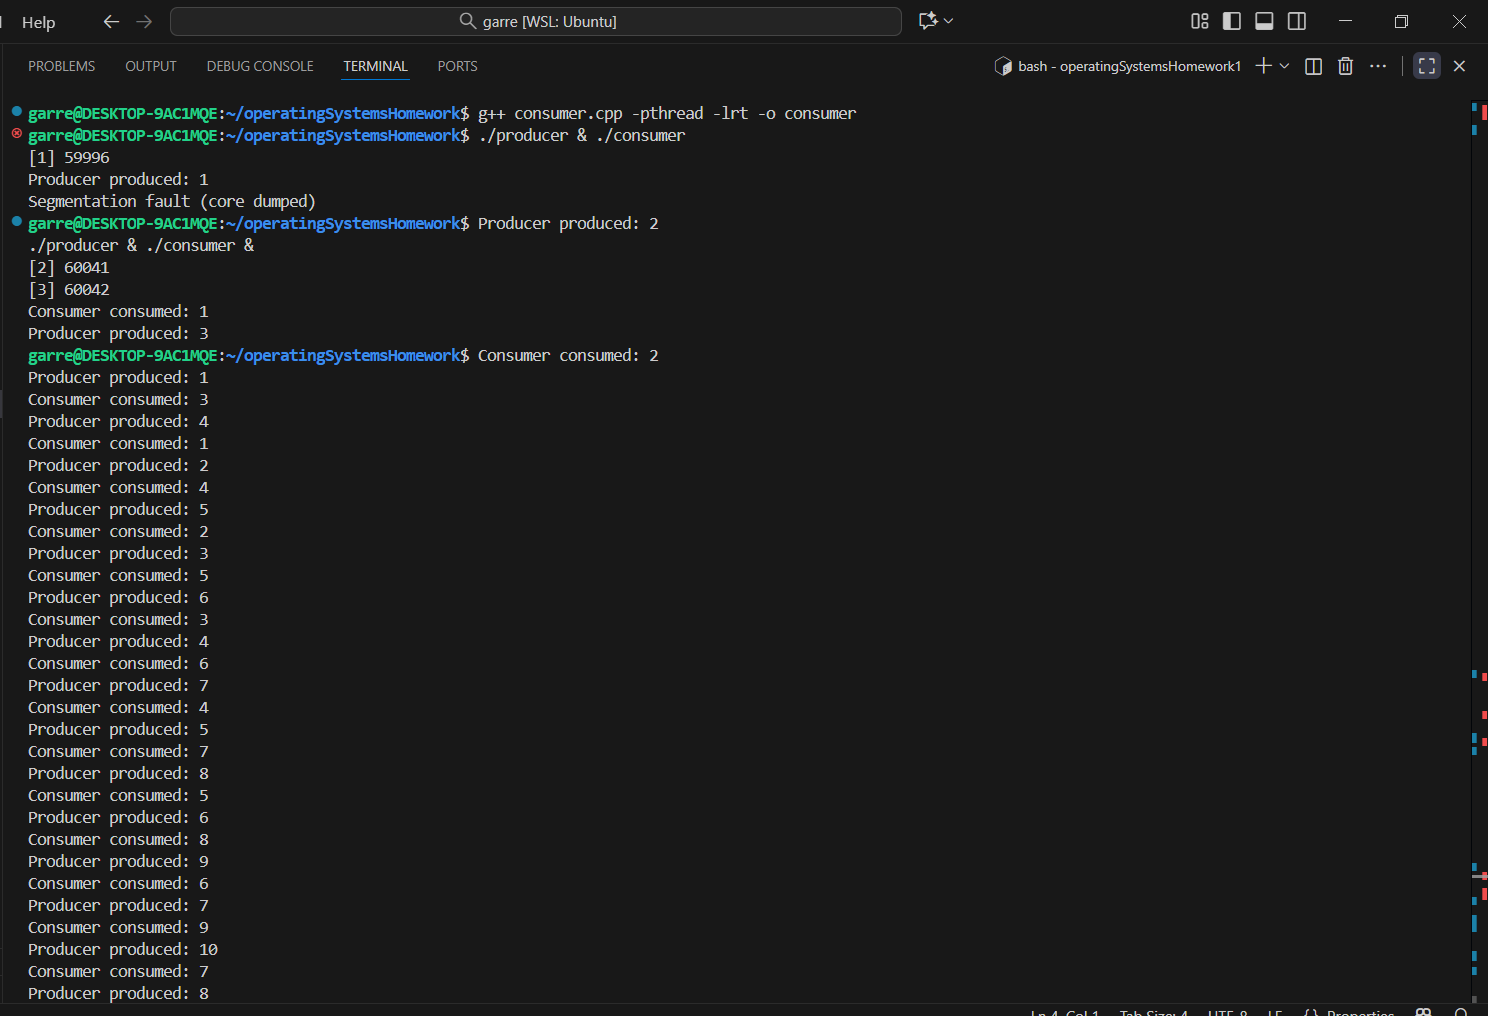 Help
garre [WSL: Ubuntu]
PROBLEMS OUTPUT DEBUG CONSOLE TERMINAL PORTS
bash - operatingSystemsHomework1
garre@DESKTOP-9AC1MQE:~/operatingSystemsHomework$ g++ consumer.cpp -pthread -lrt -o consumer
garre@DESKTOP-9AC1MQE:~/operatingSystemsHomework$ ./producer & ./consumer
[1] 59996
Producer produced: 1
Segmentation fault (core dumped)
garre@DESKTOP-9AC1MQE:~/operatingSystemsHomework$ Producer produced: 2
./producer & ./consumer &
[2] 60041
[3] 60042
Consumer consumed: 1
Producer produced: 3
garre@DESKTOP-9AC1MQE:~/operatingSystemsHomework$ Consumer consumed: 2
Producer produced: 1
Consumer consumed: 3
Producer produced: 4
Consumer consumed: 1
Producer produced: 2
Consumer consumed: 4
Producer produced: 5
Consumer consumed: 2
Producer produced: 3
Consumer consumed: 5
Producer produced: 6
Consumer consumed: 3
Producer produced: 4
Consumer consumed: 6
Producer produced: 7
Consumer consumed: 4
Producer produced: 5
Consumer consumed: 7
Producer produced: 8
Consumer consumed: 5
Producer produced: 6
Consumer consumed: 8
Producer produced: 9
Consumer consumed: 6
Producer produced: 7
Consumer consumed: 9
Producer produced: 10
Consumer consumed: 7
Producer produced: 8
Ln 4, Col 1 Tab Size: 4 UTF-8 LF {} Properties